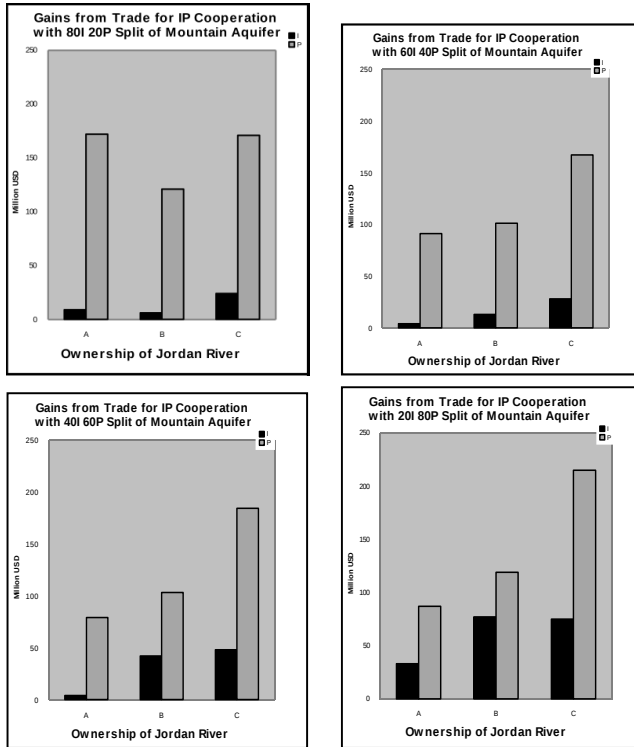 Gains from Trade for IP Cooperation
with 80I 20P Split of Mountain Aquifer
I
P
250
200
150
100
50
0
Million USD
A B C
Ownership of Jordan River
Gains from Trade for IP Cooperation
with 60I 40P Split of Mountain Aquifer
I
P
250
200
150
100
50
0
Million USD
A B C
Ownership of Jordan River
Gains from Trade for IP Cooperation
with 40I 60P Split of Mountain Aquifer
I
P
250
200
150
100
50
0
Million USD
A B C
Ownership of Jordan River
Gains from Trade for IP Cooperation
with 20I 80P Split of Mountain Aquifer
I
P
250
200
150
100
50
0
Million USD
A B C
Ownership of Jordan River